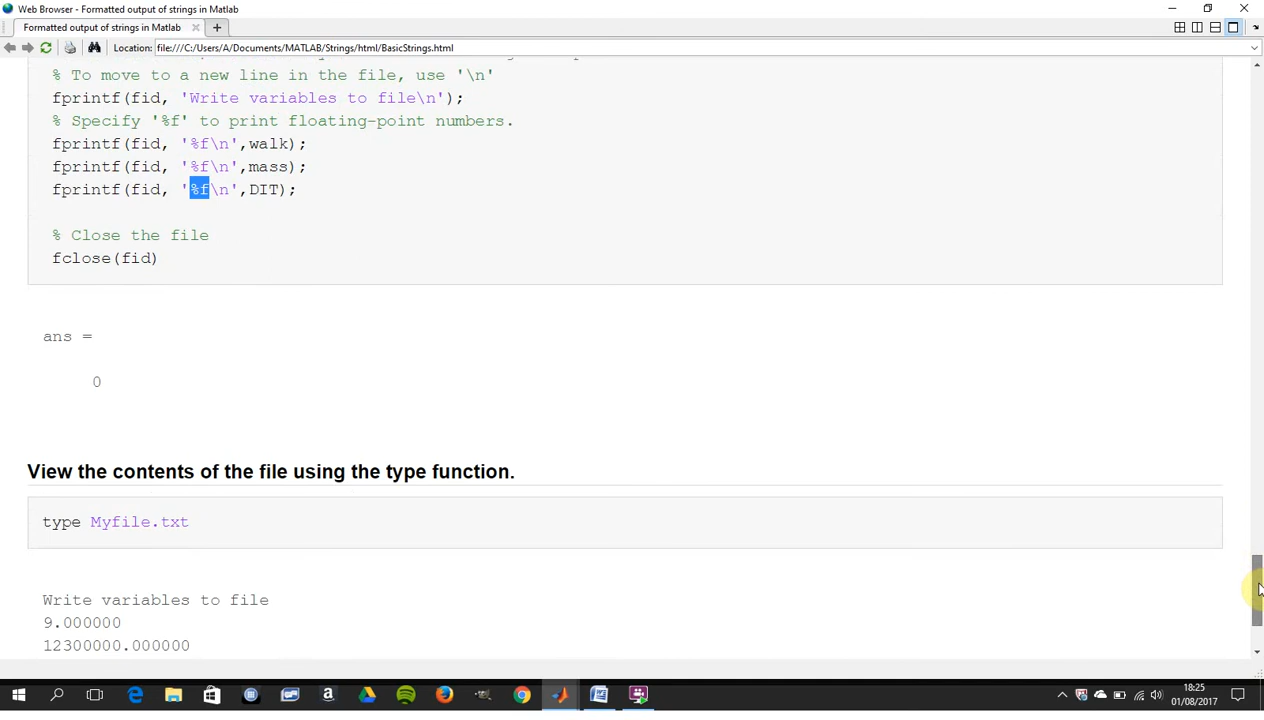 Web Browser - Formatted output of strings in Matlab
Formatted output of strings in Matlab
Location: file:///C:/Users/A/Documents/MATLAB/Strings/html/BasicStrings.html
% To move to a new line in the file, use '\n'
fprintf(fid, 'Write variables to file\n');
% Specify '%f' to print floating-point numbers.
fprintf(fid, '%f\n',walk);
fprintf(fid, '%f\n',mass);
fprintf(fid, '%f\n',DIT);
% Close the file
fclose(fid)
ans =
0
View the contents of the file using the type function.
type Myfile.txt
Write variables to file
9.000000
12300000.000000
18:25
01/08/2017